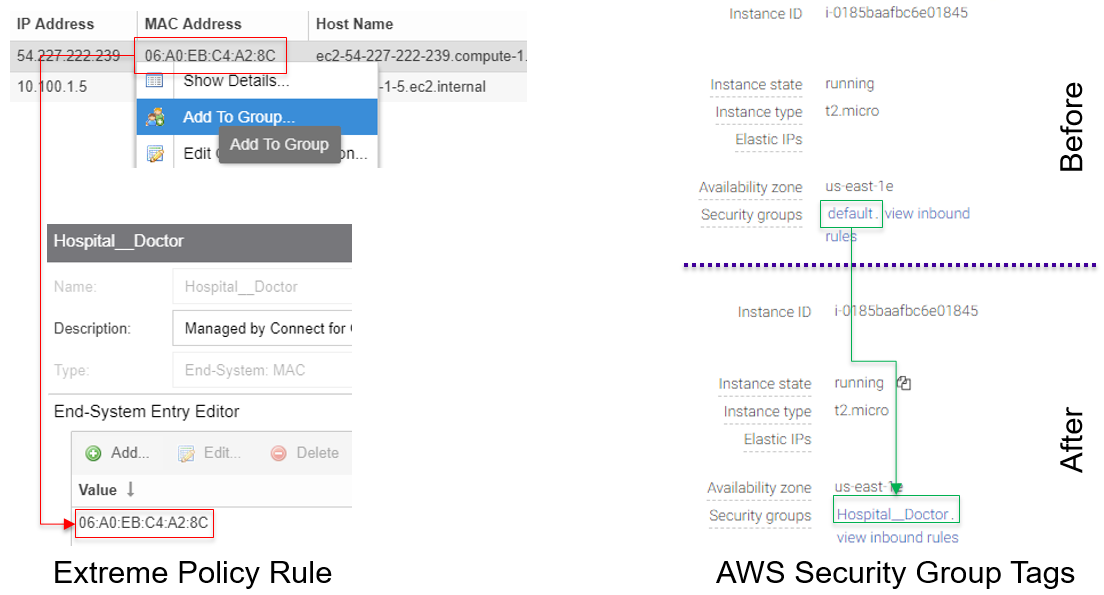 IP Address MAC Address Host Name
54.227.222.239 06:A0:EB:C4:A2:8C ec2-54-227-222-239.compute-1.
10.100.1.5 -1-5.ec2.internal
Show Details...
Add To Group...
Add To Group
Edit on...
Hospital__Doctor
Name: Hospital__Doctor
Description: Managed by Connect for
Type: End-System: MAC
End-System Entry Editor
Add... Edit... Delete
Value ↓
06:A0:EB:C4:A2:8C
Extreme Policy Rule
Instance ID i-0185baafbc6e01845
Instance state running
Instance type t2.micro
Elastic IPs
Availability zone us-east-1e
Security groups default. view inbound
rules
Before
Instance ID i-0185baafbc6e01845
Instance state running
Instance type t2.micro
Elastic IPs
Availability zone us-east-1e
Security groups Hospital__Doctor.
view inbound rules
After
AWS Security Group Tags